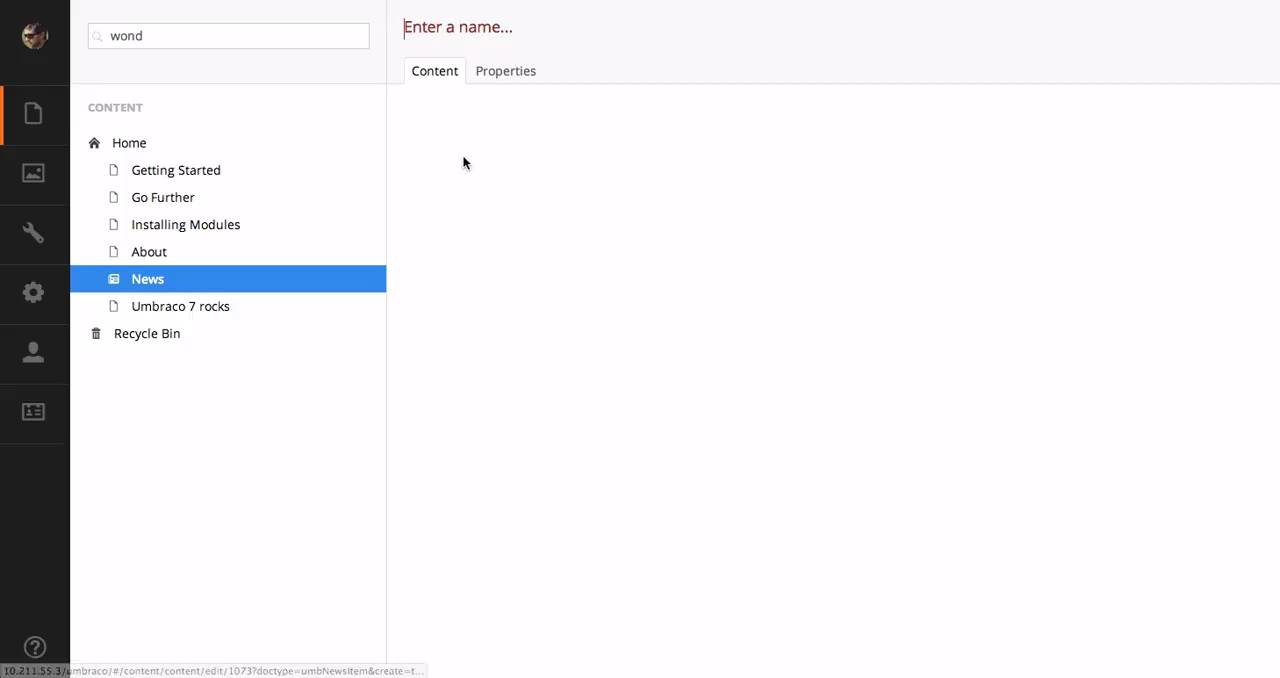 wond
Enter a name...
Content
Properties
CONTENT
Home
Getting Started
Go Further
Installing Modules
About
News
Umbraco 7 rocks
Recycle Bin
10.211.55.3/umbraco/#/content/content/edit/1073?doctype=umbNewsItem&create=t...